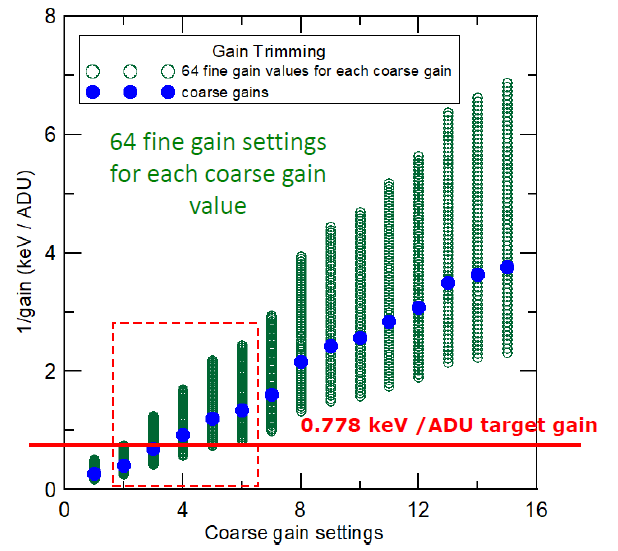 8
Gain Trimming
64 fine gain values for each coarse gain
coarse gains
64 fine gain settings
for each coarse gain
value
6
1/gain (keV / ADU)
4
2
0.778 keV /ADU target gain
0
0 4 8 12 16
Coarse gain settings